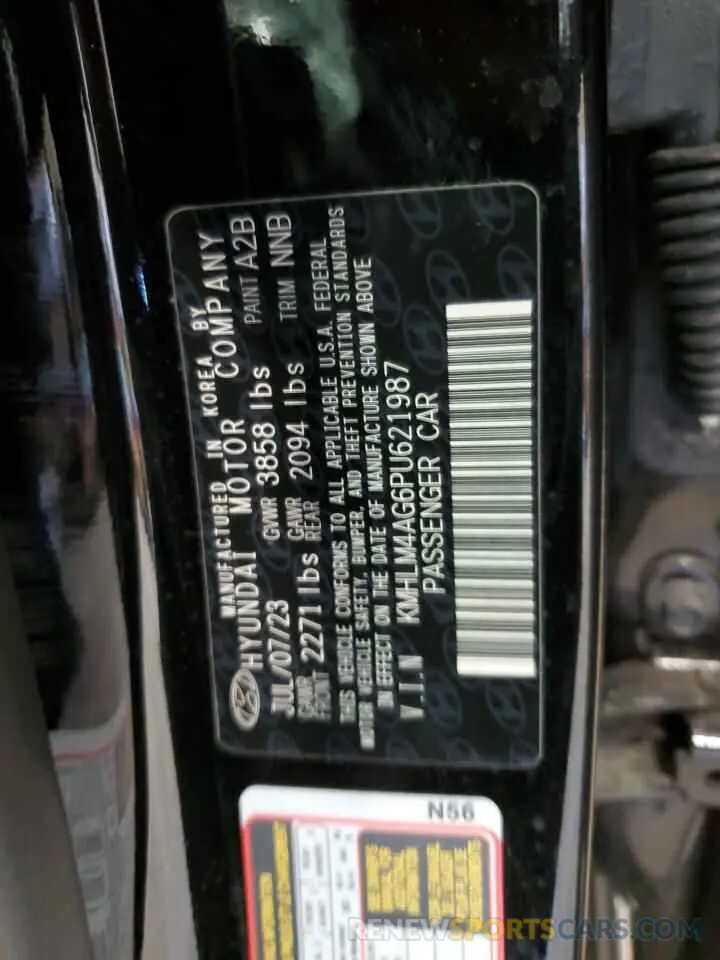 MANUFACTURED IN KOREA BY
HYUNDAI MOTOR COMPANY
JUL/07/23 GVWR 3858 lbs PAINT A2B
GAWR FRONT 2271 lbs GAWR REAR 2094 lbs TRIM NNB
THIS VEHICLE CONFORMS TO ALL APPLICABLE U.S.A. FEDERAL
MOTOR VEHICLE SAFETY, BUMPER, AND THEFT PREVENTION STANDARDS
IN EFFECT ON THE DATE OF MANUFACTURE SHOWN ABOVE
V.I.N KMHLM4AG6PU621987
PASSENGER CAR
N56
RENEWSPORTSCARS.COM